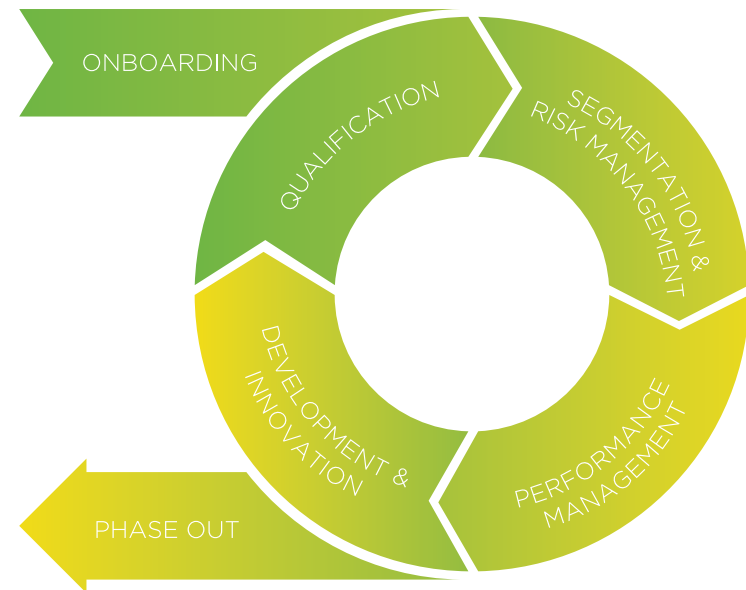 ONBOARDING
QUALIFICATION
SEGMENTATION &
RISK MANAGEMENT
PERFORMANCE
MANAGEMENT
DEVELOPMENT &
INNOVATION
PHASE OUT